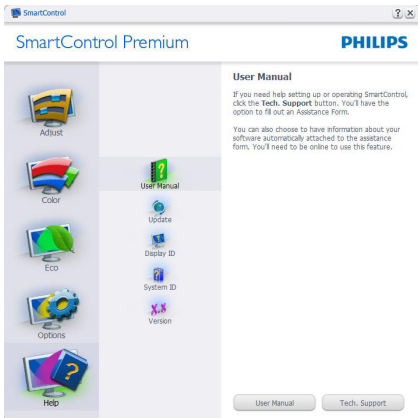 SmartControl
SmartControl Premium
PHILIPS
Adjust
Color
Eco
Options
Help
User Manual
Update
Display ID
System ID
Version
User Manual
If you need help setting up or operating SmartControl,
click the Tech. Support button. You'll have the
option to fill out an Assistance Form.
You can also choose to have information about your
software automatically attached to the assistance
form. You'll need to be online to use this feature.
User Manual
Tech. Support